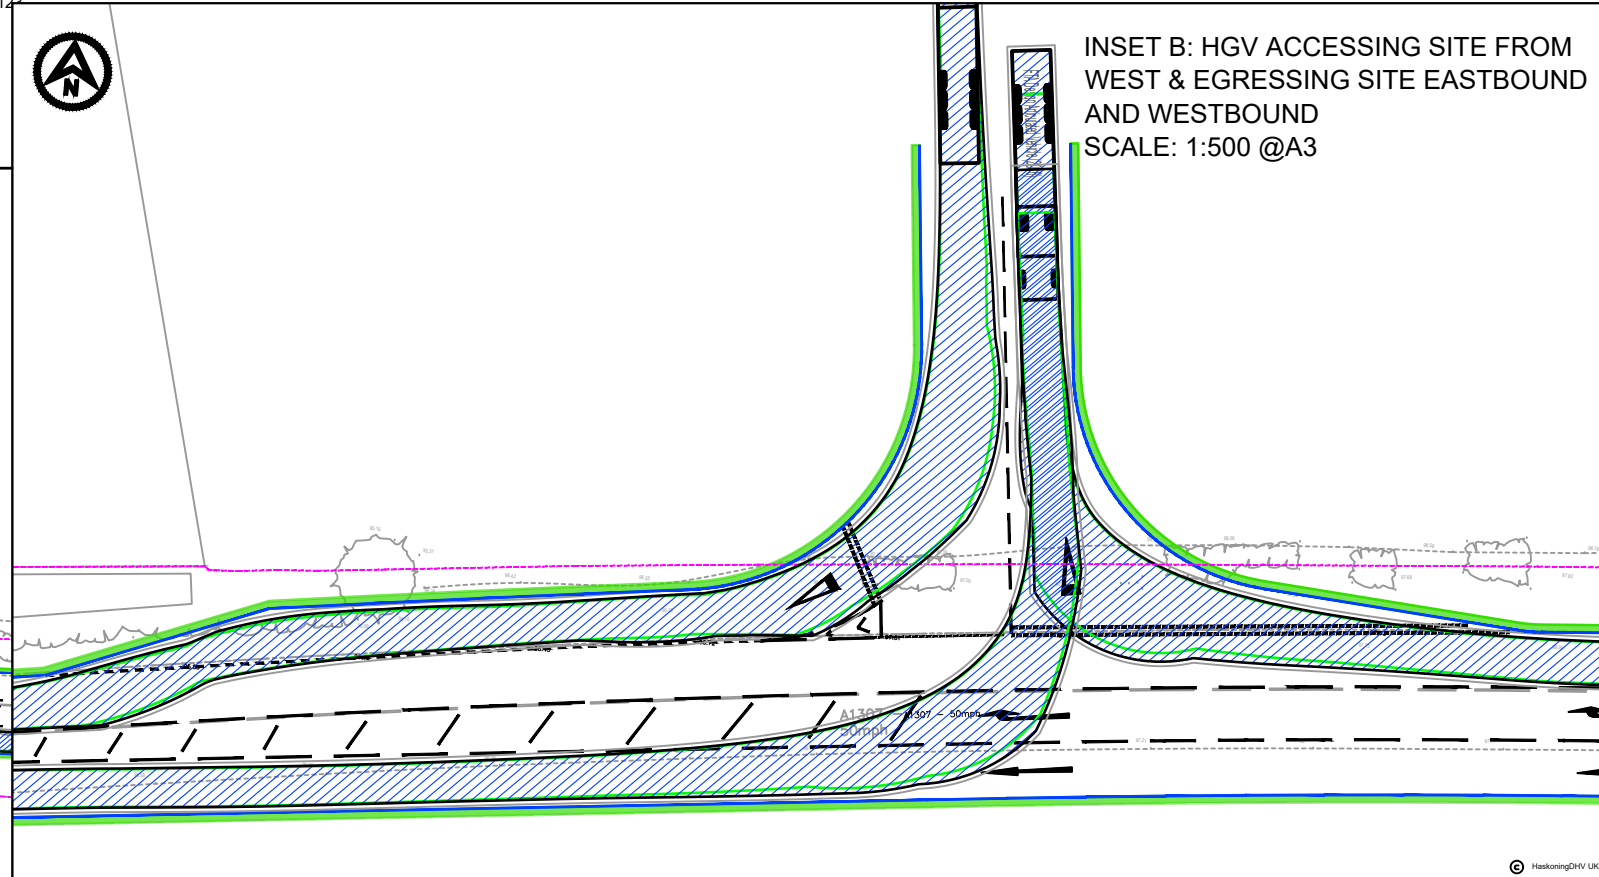 N
INSET B: HGV ACCESSING SITE FROM
WEST & EGRESSING SITE EASTBOUND
AND WESTBOUND
SCALE: 1:500 @A3
A1307
50mph
A1307 - 50mph
© HaskoningDHV UK